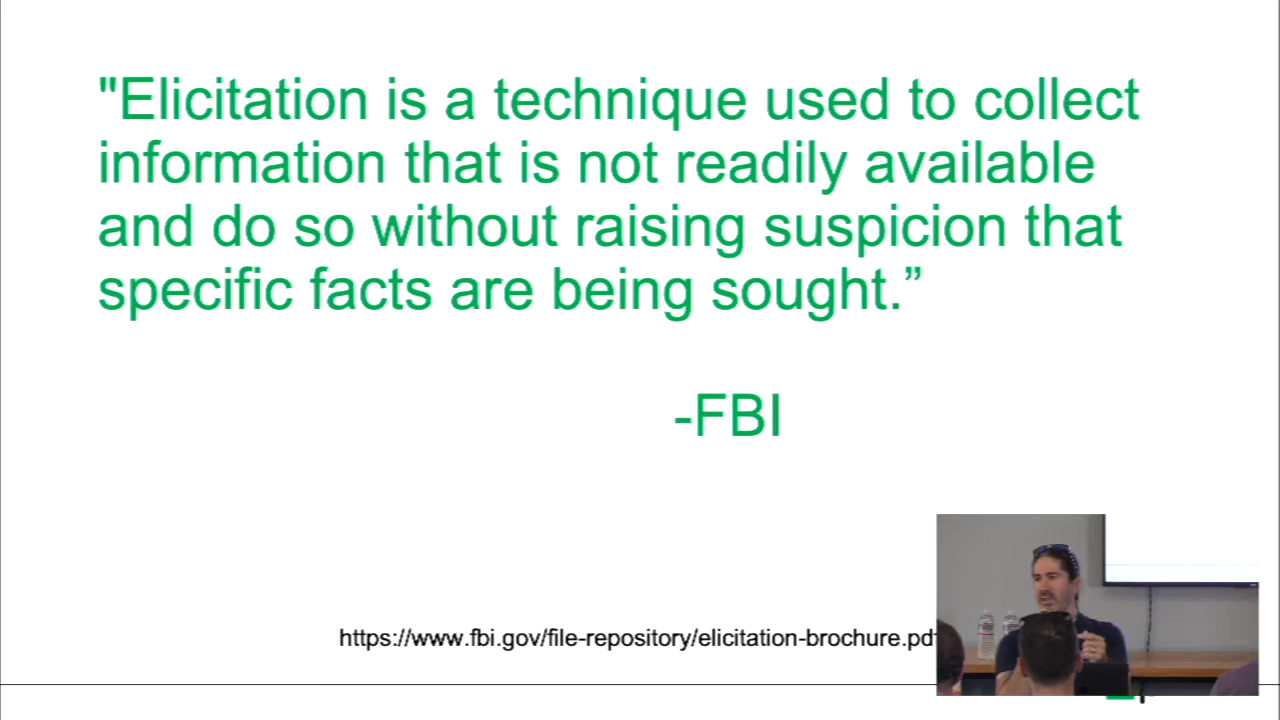 "Elicitation is a technique used to collect
information that is not readily available
and do so without raising suspicion that
specific facts are being sought.”
-FBI
https://www.fbi.gov/file-repository/elicitation-brochure.pdf